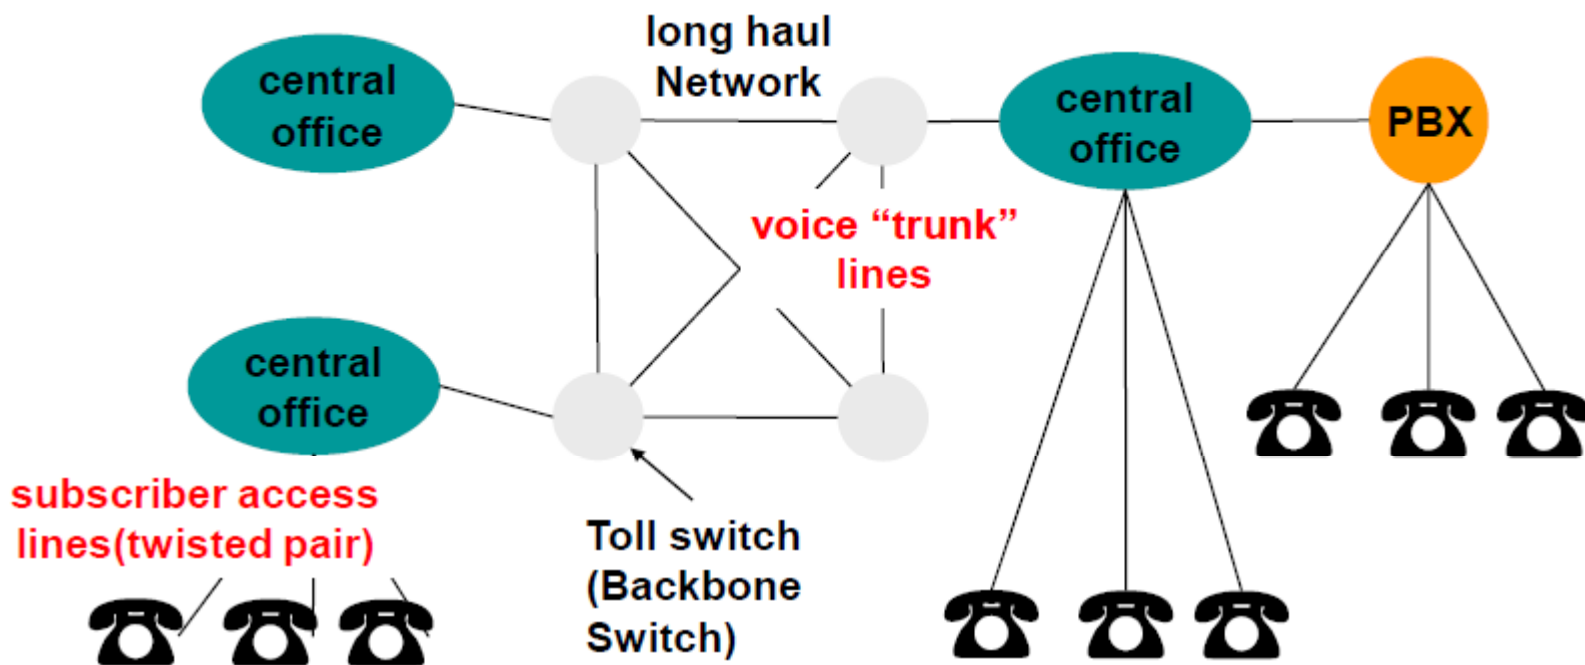 long haul
Network
central
office
central
office
PBX
voice “trunk”
lines
central
office
subscriber access
lines(twisted pair)
Toll switch
(Backbone
Switch)